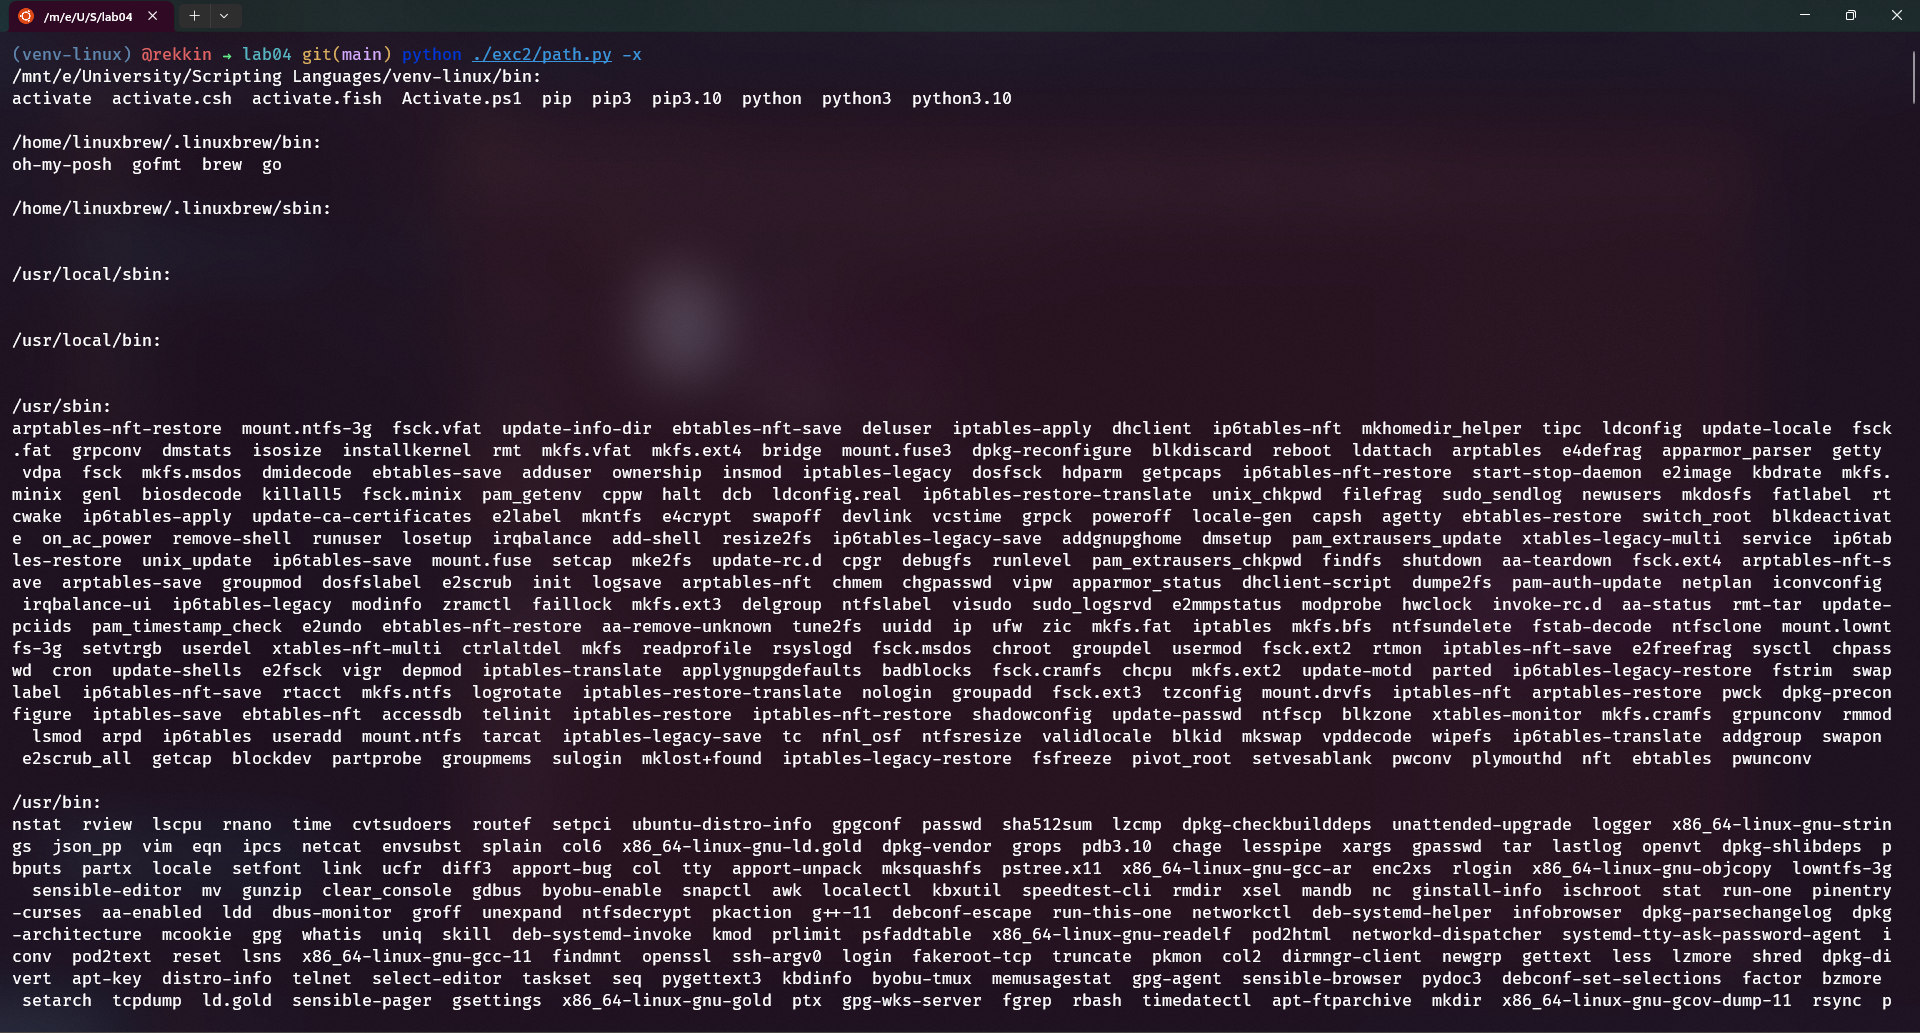 /m/e/U/S/lab04
(venv-linux) @rekkin → lab04 git(main) python ./exc2/path.py -x
/mnt/e/University/Scripting Languages/venv-linux/bin:
activate  activate.csh  activate.fish  Activate.ps1  pip  pip3  pip3.10  python  python3  python3.10
/home/linuxbrew/.linuxbrew/bin:
oh-my-posh  gofmt  brew  go
/home/linuxbrew/.linuxbrew/sbin:
/usr/local/sbin:
/usr/local/bin:
/usr/sbin:
arptables-nft-restore  mount.ntfs-3g  fsck.vfat  update-info-dir  ebtables-nft-save  deluser  iptables-apply  dhclient  ip6tables-nft  mkhomedir_helper  tipc  ldconfig  update-locale  fsck
.fat  grpconv  dmstats  isosize  installkernel  rmt  mkfs.vfat  mkfs.ext4  bridge  mount.fuse3  dpkg-reconfigure  blkdiscard  reboot  ldattach  arptables  e4defrag  apparmor_parser  getty
 vdpa  fsck  mkfs.msdos  dmidecode  ebtables-save  adduser  ownership  insmod  iptables-legacy  dosfsck  hdparm  getpcaps  ip6tables-nft-restore  start-stop-daemon  e2image  kbdrate  mkfs.
minix  genl  biosdecode  killall5  fsck.minix  pam_getenv  cppw  halt  dcb  ldconfig.real  ip6tables-restore-translate  unix_chkpwd  filefrag  sudo_sendlog  newusers  mkdosfs  fatlabel  rt
cwake  ip6tables-apply  update-ca-certificates  e2label  mkntfs  e4crypt  swapoff  devlink  vcstime  grpck  poweroff  locale-gen  capsh  agetty  ebtables-restore  switch_root  blkdeactivat
e  on_ac_power  remove-shell  runuser  losetup  irqbalance  add-shell  resize2fs  ip6tables-legacy-save  addgnupghome  dmsetup  pam_extrausers_update  xtables-legacy-multi  service  ip6tab
les-restore  unix_update  ip6tables-save  mount.fuse  setcap  mke2fs  update-rc.d  cpgr  debugfs  runlevel  pam_extrausers_chkpwd  findfs  shutdown  aa-teardown  fsck.ext4  arptables-nft-s
ave  arptables-save  groupmod  dosfslabel  e2scrub  init  logsave  arptables-nft  chmem  chgpasswd  vipw  apparmor_status  dhclient-script  dumpe2fs  pam-auth-update  netplan  iconvconfig
 irqbalance-ui  ip6tables-legacy  modinfo  zramctl  faillock  mkfs.ext3  delgroup  ntfslabel  visudo  sudo_logsrvd  e2mmpstatus  modprobe  hwclock  invoke-rc.d  aa-status  rmt-tar  update-
pciids  pam_timestamp_check  e2undo  ebtables-nft-restore  aa-remove-unknown  tune2fs  uuidd  ip  ufw  zic  mkfs.fat  iptables  mkfs.bfs  ntfsundelete  fstab-decode  ntfsclone  mount.lownt
fs-3g  setvtrgb  userdel  xtables-nft-multi  ctrlaltdel  mkfs  readprofile  rsyslogd  fsck.msdos  chroot  groupdel  usermod  fsck.ext2  rtmon  iptables-nft-save  e2freefrag  sysctl  chpass
wd  cron  update-shells  e2fsck  vigr  depmod  iptables-translate  applygnupgdefaults  badblocks  fsck.cramfs  chcpu  mkfs.ext2  update-motd  parted  ip6tables-legacy-restore  fstrim  swap
label  ip6tables-nft-save  rtacct  mkfs.ntfs  logrotate  iptables-restore-translate  nologin  groupadd  fsck.ext3  tzconfig  mount.drvfs  iptables-nft  arptables-restore  pwck  dpkg-precon
figure  iptables-save  ebtables-nft  accessdb  telinit  iptables-restore  iptables-nft-restore  shadowconfig  update-passwd  ntfscp  blkzone  xtables-monitor  mkfs.cramfs  grpunconv  rmmod
  lsmod  arpd  ip6tables  useradd  mount.ntfs  tarcat  iptables-legacy-save  tc  nfnl_osf  ntfsresize  validlocale  blkid  mkswap  vpddecode  wipefs  ip6tables-translate  addgroup  swapon
 e2scrub_all  getcap  blockdev  partprobe  groupmems  sulogin  mklost+found  iptables-legacy-restore  fsfreeze  pivot_root  setvesablank  pwconv  plymouthd  nft  ebtables  pwunconv
/usr/bin:
nstat  rview  lscpu  rnano  time  cvtsudoers  routef  setpci  ubuntu-distro-info  gpgconf  passwd  sha512sum  lzcmp  dpkg-checkbuilddeps  unattended-upgrade  logger  x86_64-linux-gnu-strin
gs  json_pp  vim  eqn  ipcs  netcat  envsubst  splain  col6  x86_64-linux-gnu-ld.gold  dpkg-vendor  grops  pdb3.10  chage  lesspipe  xargs  gpasswd  tar  lastlog  openvt  dpkg-shlibdeps  p
bputs  partx  locale  setfont  link  ucfr  diff3  apport-bug  col  tty  apport-unpack  mksquashfs  pstree.x11  x86_64-linux-gnu-gcc-ar  enc2xs  rlogin  x86_64-linux-gnu-objcopy  lowntfs-3g
  sensible-editor  mv  gunzip  clear_console  gdbus  byobu-enable  snapctl  awk  localectl  kbxutil  speedtest-cli  rmdir  xsel  mandb  nc  ginstall-info  ischroot  stat  run-one  pinentry
-curses  aa-enabled  ldd  dbus-monitor  groff  unexpand  ntfsdecrypt  pkaction  g++-11  debconf-escape  run-this-one  networkctl  deb-systemd-helper  infobrowser  dpkg-parsechangelog  dpkg
-architecture  mcookie  gpg  whatis  uniq  skill  deb-systemd-invoke  kmod  prlimit  psfaddtable  x86_64-linux-gnu-readelf  pod2html  networkd-dispatcher  systemd-tty-ask-password-agent  i
conv  pod2text  reset  lsns  x86_64-linux-gnu-gcc-11  findmnt  openssl  ssh-argv0  login  fakeroot-tcp  truncate  pkmon  col2  dirmngr-client  newgrp  gettext  less  lzmore  shred  dpkg-di
vert  apt-key  distro-info  telnet  select-editor  taskset  seq  pygettext3  kbdinfo  byobu-tmux  memusagestat  gpg-agent  sensible-browser  pydoc3  debconf-set-selections  factor  bzmore
 setarch  tcpdump  ld.gold  sensible-pager  gsettings  x86_64-linux-gnu-gold  ptx  gpg-wks-server  fgrep  rbash  timedatectl  apt-ftparchive  mkdir  x86_64-linux-gnu-gcov-dump-11  rsync  p